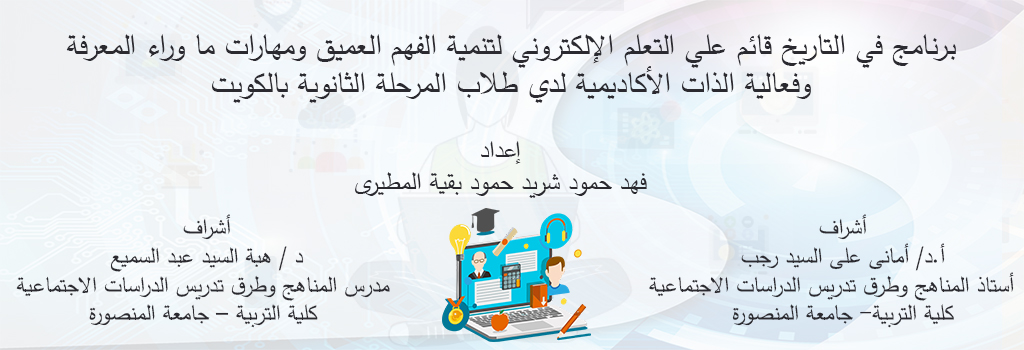 برنامج في التاريخ قائم علي التعلم الإلكتروني لتنمية الفهم العميق ومهارات ما وراء المعرفة
وفعالية الذات الأكاديمية لدي طلاب المرحلة الثانوية بالكويت
إعداد
فهد حمود شريد حمود بقية المطيرى
أشراف
أ.د/ أمانى على السيد رجب
أستاذ المناهج وطرق تدريس الدراسات الاجتماعية
كلية التربية– جامعة المنصورة
أشراف
د / هبة السيد عبد السميع
مدرس المناهج وطرق تدريس الدراسات الاجتماعية
كلية التربية – جامعة المنصورة